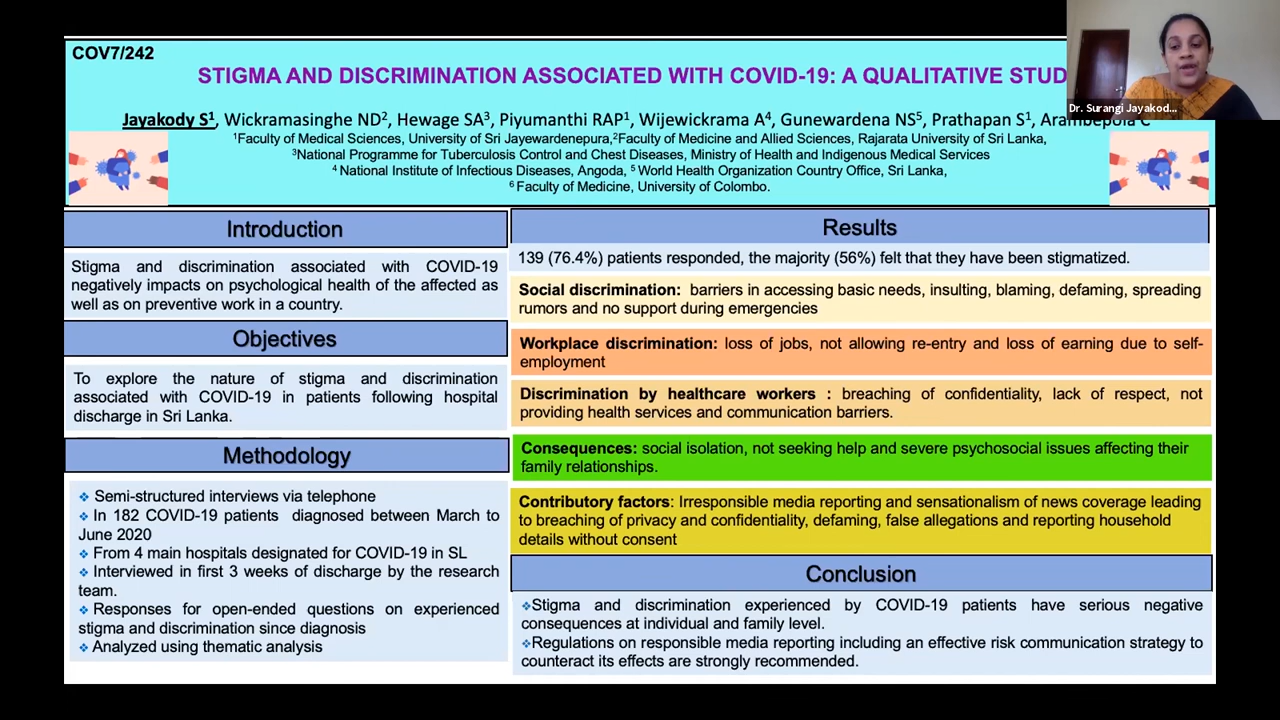 COV7/242
STIGMA AND DISCRIMINATION ASSOCIATED WITH COVID-19: A QUALITATIVE STUD
Jayakody S1, Wickramasinghe ND2, Hewage SA3, Piyumanthi RAP1, Wijewickrama A4, Gunewardena NS5, Prathapan S1, Arambepola C
1Faculty of Medical Sciences, University of Sri Jayewardenepura,2Faculty of Medicine and Allied Sciences, Rajarata University of Sri Lanka,
3National Programme for Tuberculosis Control and Chest Diseases, Ministry of Health and Indigenous Medical Services
4 National Institute of Infectious Diseases, Angoda, 5 World Health Organization Country Office, Sri Lanka,
6 Faculty of Medicine, University of Colombo.
Dr. Surangi Jayakod...
Introduction
Stigma and discrimination associated with COVID-19
negatively impacts on psychological health of the affected as
well as on preventive work in a country.
Objectives
To explore the nature of stigma and discrimination
associated with COVID-19 in patients following hospital
discharge in Sri Lanka.
Methodology
❖ Semi-structured interviews via telephone
❖ In 182 COVID-19 patients diagnosed between March to
June 2020
❖ From 4 main hospitals designated for COVID-19 in SL
❖ Interviewed in first 3 weeks of discharge by the research
team.
❖ Responses for open-ended questions on experienced
stigma and discrimination since diagnosis
❖ Analyzed using thematic analysis
Results
139 (76.4%) patients responded, the majority (56%) felt that they have been stigmatized.
Social discrimination: barriers in accessing basic needs, insulting, blaming, defaming, spreading
rumors and no support during emergencies
Workplace discrimination: loss of jobs, not allowing re-entry and loss of earning due to self-
employment
Discrimination by healthcare workers : breaching of confidentiality, lack of respect, not
providing health services and communication barriers.
Consequences: social isolation, not seeking help and severe psychosocial issues affecting their
family relationships.
Contributory factors: Irresponsible media reporting and sensationalism of news coverage leading
to breaching of privacy and confidentiality, defaming, false allegations and reporting household
details without consent
Conclusion
❖Stigma and discrimination experienced by COVID-19 patients have serious negative
consequences at individual and family level.
❖Regulations on responsible media reporting including an effective risk communication strategy to
counteract its effects are strongly recommended.